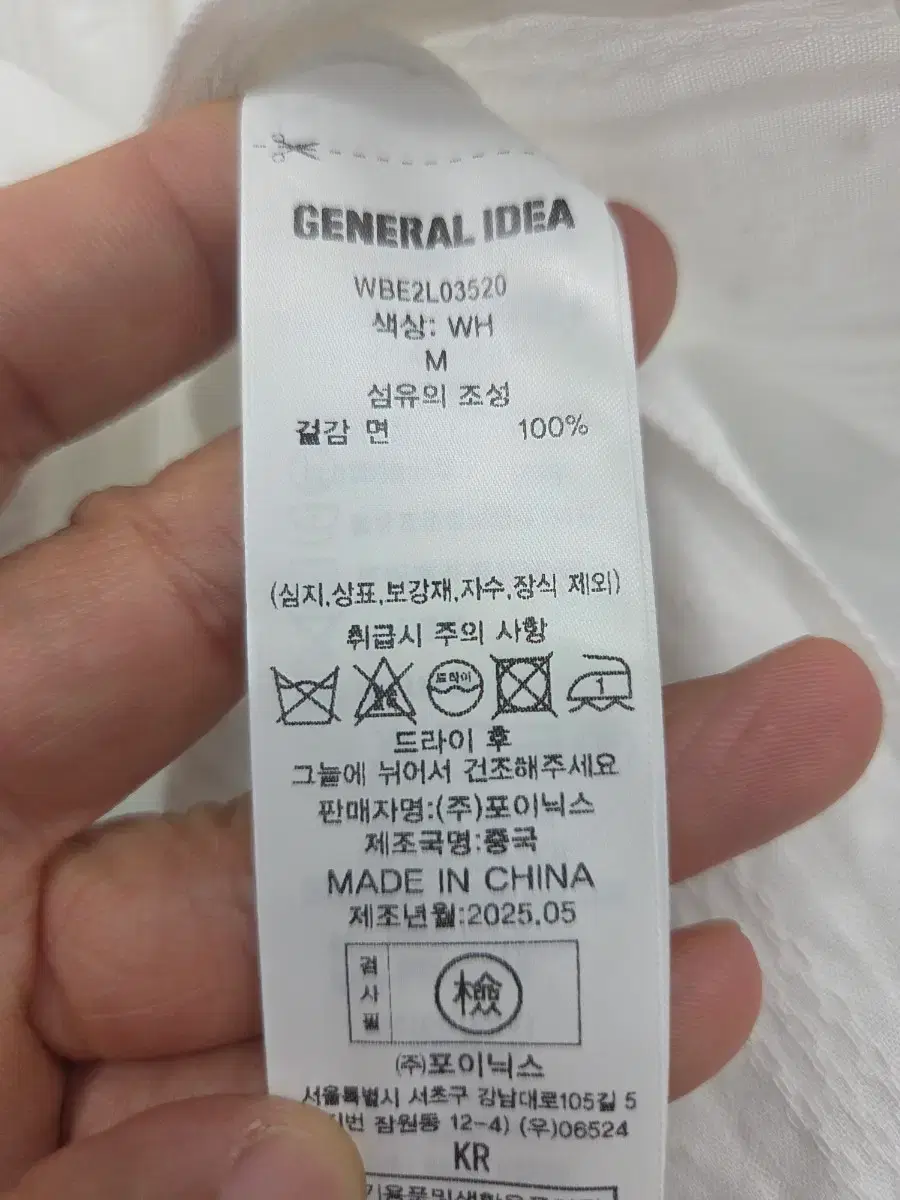 GENERAL IDEA
WBE2L03520
색상: WH
M
섬유의 조성
겉감 면 100%
(심지,상표,보강재,자수,장식 제외)
취급시 주의 사항
드라이
1
드라이 후
그늘에 뉘어서 건조해주세요
판매자명:(주)포이닉스
제조국명:중국
MADE IN CHINA
제조년월:2025.05
검사필
檢
(주)포이닉스
서울특별시 서초구 강남대로105길 5
잠원동 12-4) (우)06524
KR